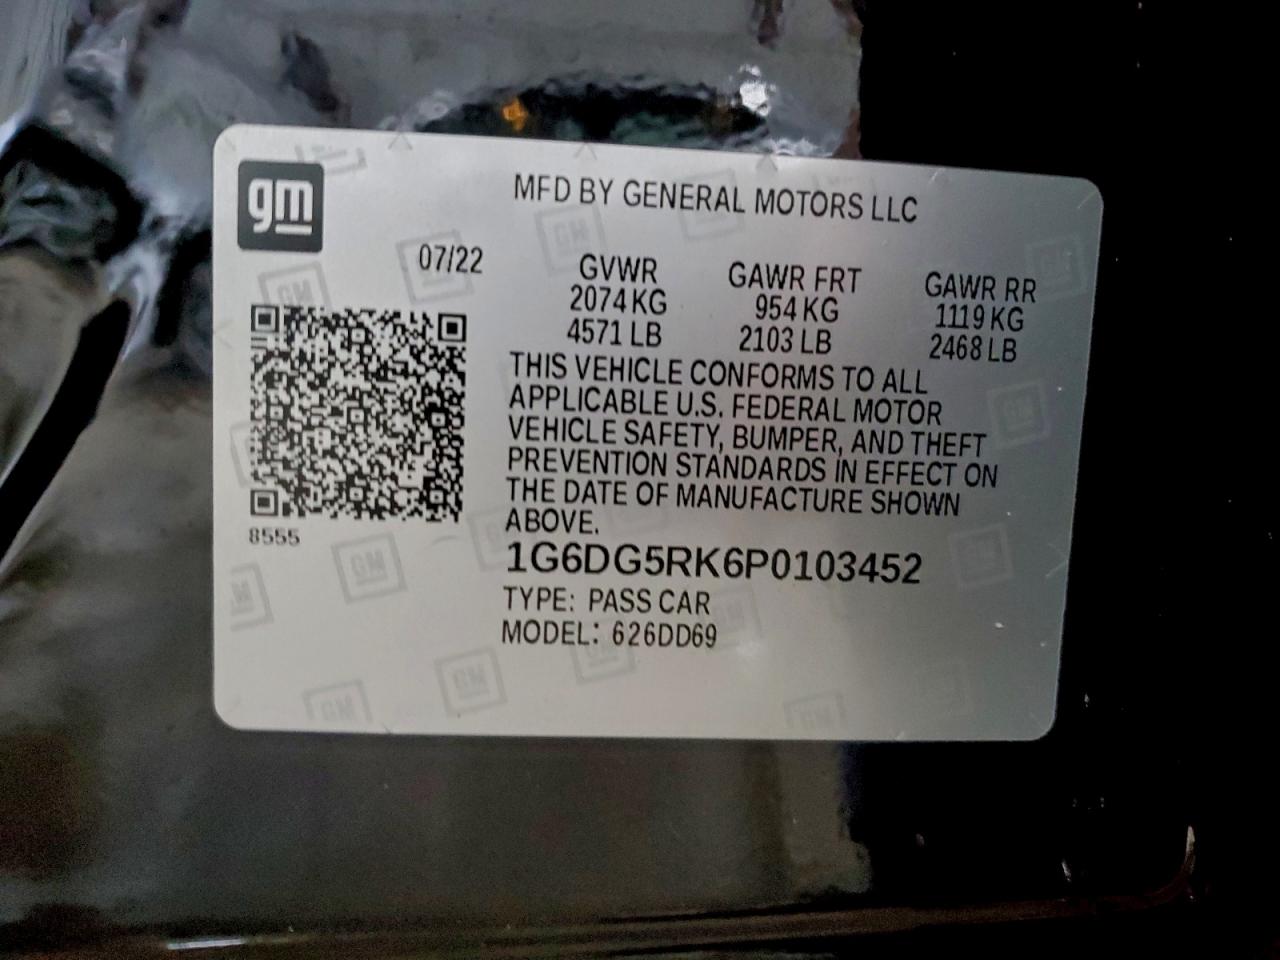 gm
MFD BY GENERAL MOTORS LLC
07/22
GVWR GAWR FRT GAWR RR
2074 KG 954 KG 1119 KG
4571 LB 2103 LB 2468 LB
THIS VEHICLE CONFORMS TO ALL
APPLICABLE U.S. FEDERAL MOTOR
VEHICLE SAFETY, BUMPER, AND THEFT
PREVENTION STANDARDS IN EFFECT ON
THE DATE OF MANUFACTURE SHOWN
ABOVE.
8555
1G6DG5RK6P0103452
TYPE: PASS CAR
MODEL: 626DD69